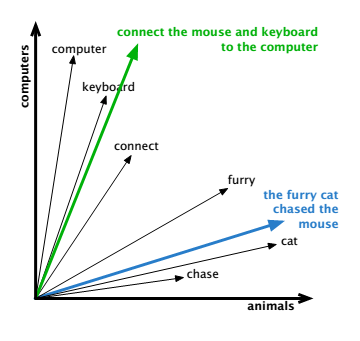 connect the mouse and keyboard
to the computer
computer
keyboard
connect
furry
the furry cat
chased the
mouse
cat
chase
animals
computers